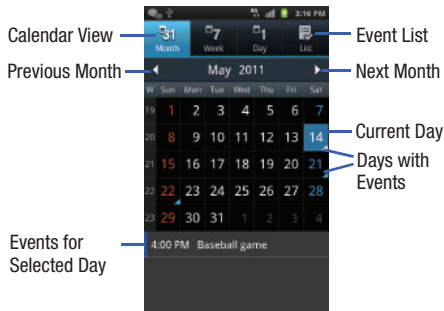 3:16 PM
Calendar View
31 7 1
Month Week Day List
Event List
Previous Month
May 2011
Next Month
W Sun Mon Tue Wed Thu Fri Sat
19 1 2 3 4 5 6 7
20 8 9 10 11 12 13 14
Current Day
21 15 16 17 18 19 20 21
Days with
Events
22 22 23 24 25 26 27 28
23 29 30 31 1 2 3 4
Events for
Selected Day
4:00 PM Baseball game